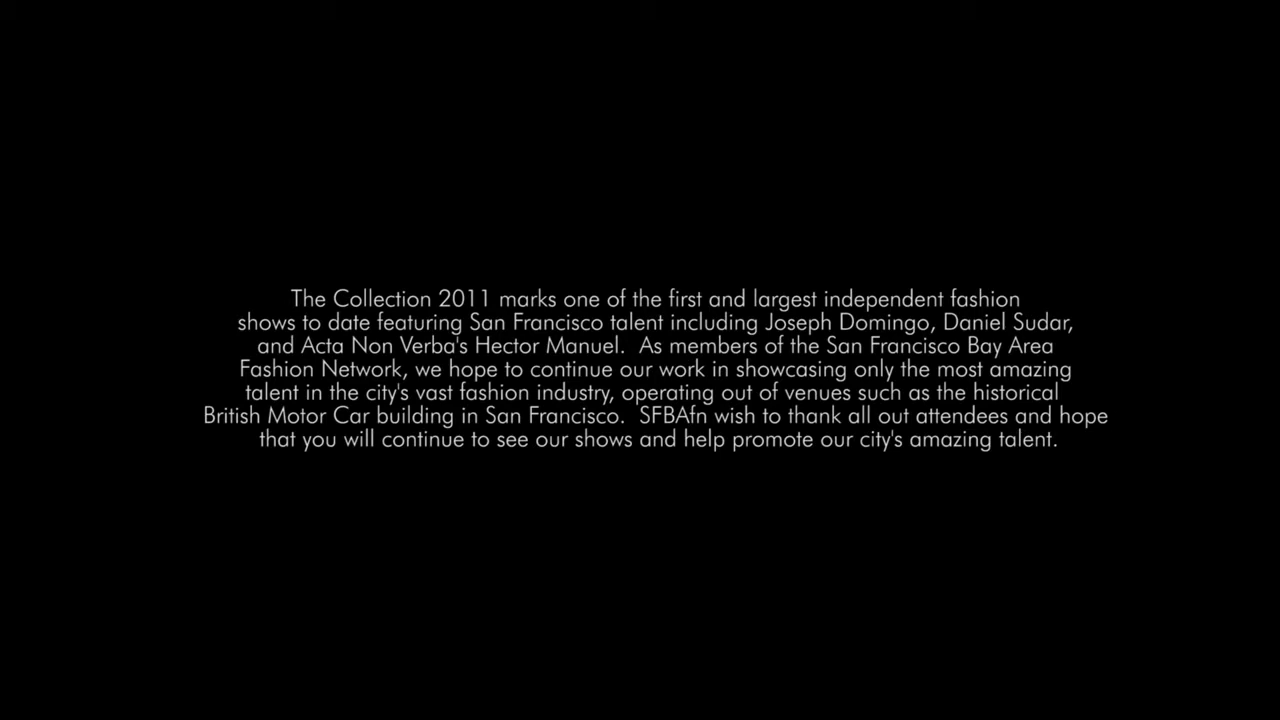 The Collection 2011 marks one of the first and largest independent fashion
shows to date featuring San Francisco talent including Joseph Domingo, Daniel Sudar,
and Acta Non Verba's Hector Manuel.  As members of the San Francisco Bay Area
Fashion Network, we hope to continue our work in showcasing only the most amazing
talent in the city's vast fashion industry, operating out of venues such as the historical
British Motor Car building in San Francisco.  SFBAfn wish to thank all out attendees and hope
that you will continue to see our shows and help promote our city's amazing talent.